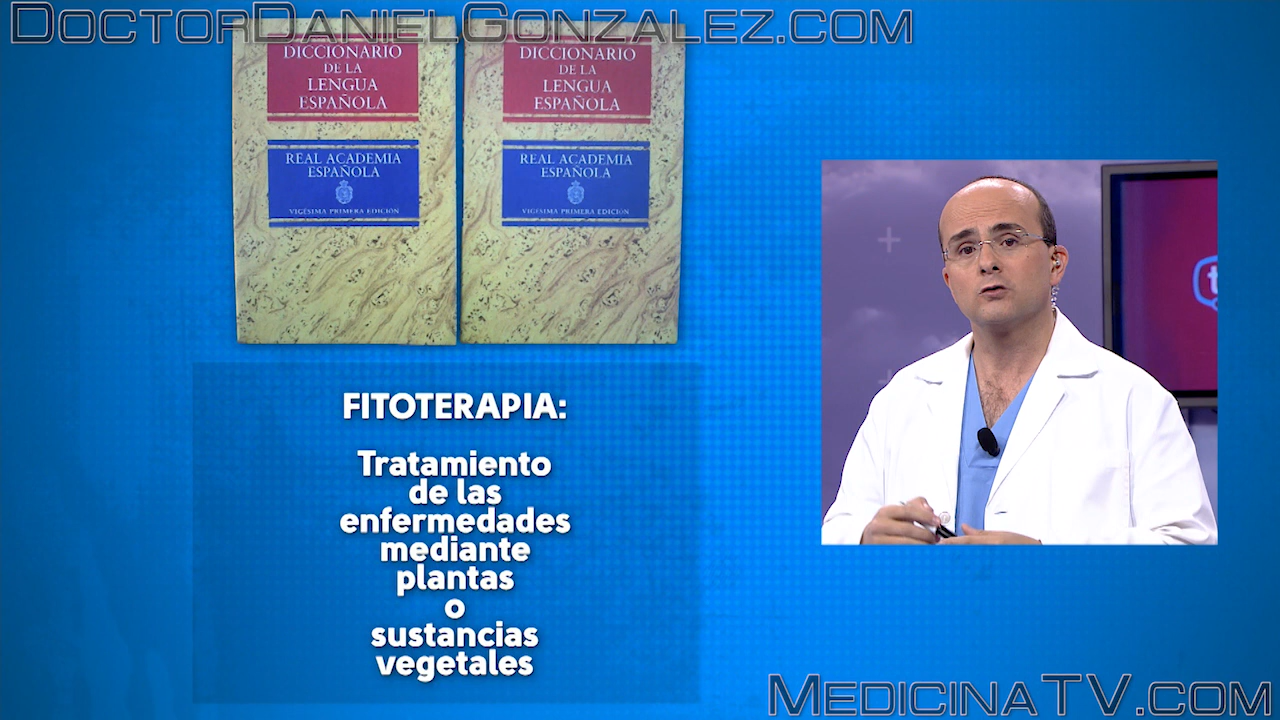 DOCTORDANIELGONZALEZ.COM
DICCIONARIO
DE LA
LENGUA
ESPAÑOLA
REAL ACADEMIA
ESPAÑOLA
VIGÉSIMA PRIMERA EDICIÓN
DICCIONARIO
DE LA
LENGUA
ESPAÑOLA
REAL ACADEMIA
ESPAÑOLA
VIGÉSIMA PRIMERA EDICIÓN
FITOTERAPIA:
Tratamiento
de las
enfermedades
mediante
plantas
o
sustancias
vegetales
MEDICINATV.COM